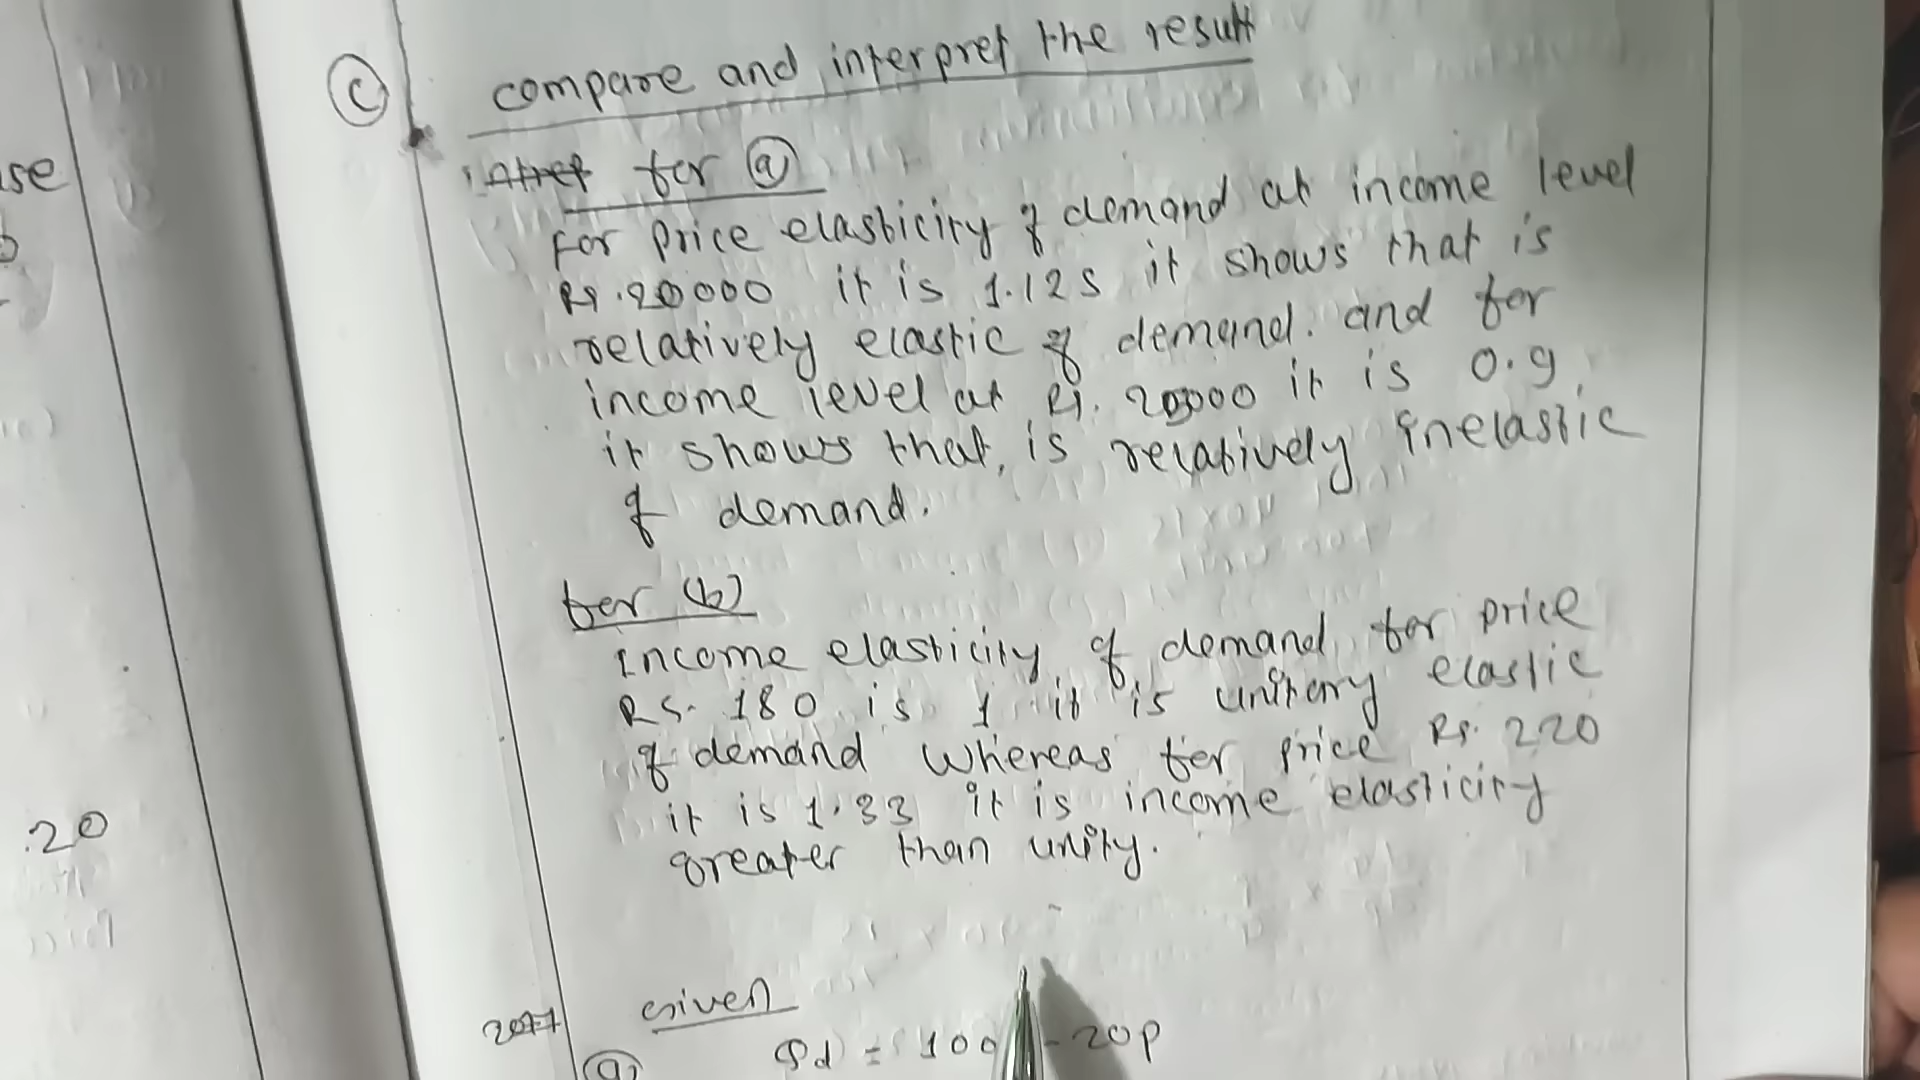 se
20
(c) compare and interpret the result
for (a)
For price elasticity of demand at income level
Rs.20000 it is 1.125 it shows that is
relatively elastic of demand. and for
income level at Rs. 20000 it is 0.9,
it shows that, is relatively inelastic
of demand.
for (b)
Income elasticity of demand for price
Rs. 180 is 1 it is unitary elastic
of demand whereas for price Rs. 220
it is 1.33 it is income elasticity
greater than unity.
2077 Given
(a) Qd = 100 - 20p